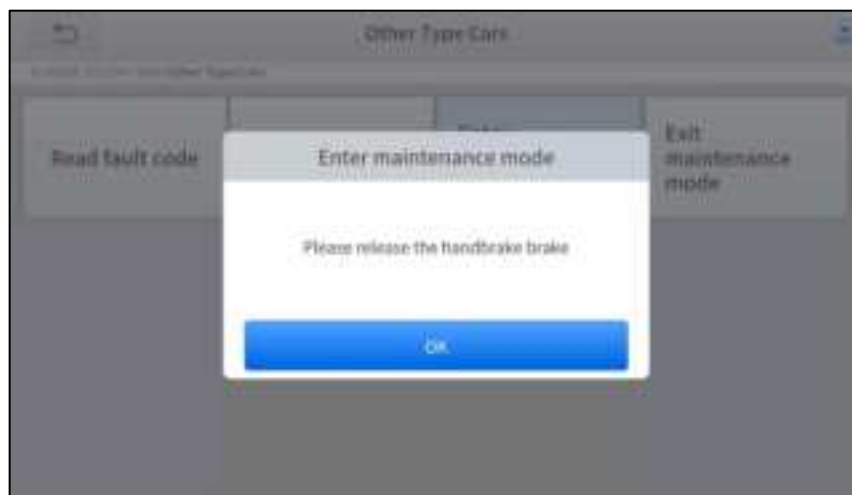 Other Type Cars
Read fault code
Exit
maintenance
mode
Enter maintenance mode
Please release the handbrake brake
OK